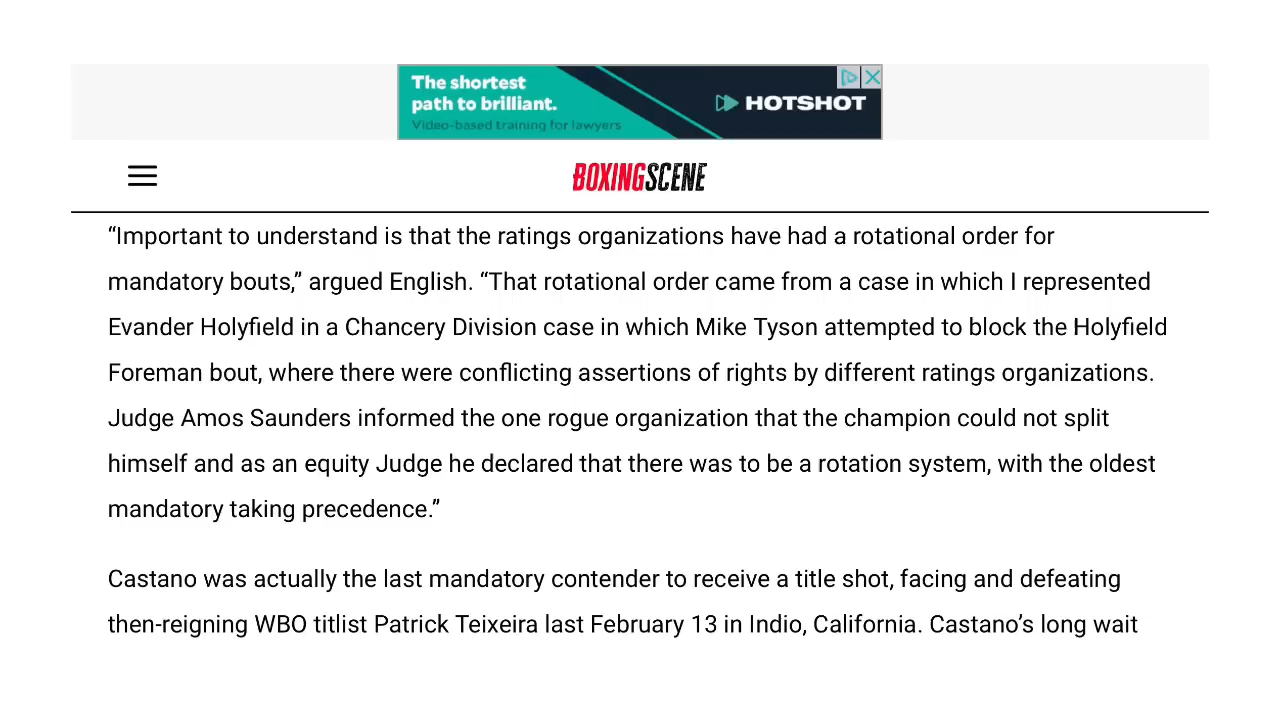 The shortest
path to brilliant.
Video-based training for lawyers
HOTSHOT
BOXINGSCENE
“Important to understand is that the ratings organizations have had a rotational order for
mandatory bouts,” argued English. “That rotational order came from a case in which I represented
Evander Holyfield in a Chancery Division case in which Mike Tyson attempted to block the Holyfield
Foreman bout, where there were conflicting assertions of rights by different ratings organizations.
Judge Amos Saunders informed the one rogue organization that the champion could not split
himself and as an equity Judge he declared that there was to be a rotation system, with the oldest
mandatory taking precedence.”
Castano was actually the last mandatory contender to receive a title shot, facing and defeating
then-reigning WBO titlist Patrick Teixeira last February 13 in Indio, California. Castano’s long wait